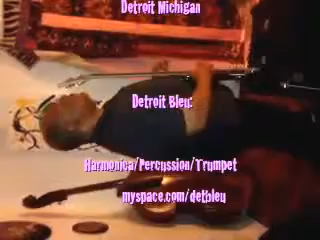 Detroit Michigan
Detroit Bleu:
Harmonica/Percussion/Trumpet
myspace.com/detbleu